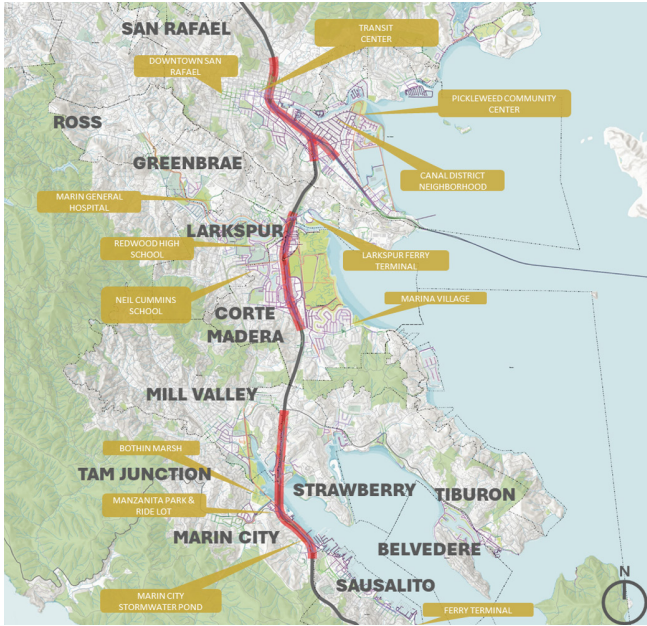 SAN RAFAEL
TRANSIT
CENTER
DOWNTOWN SAN
RAFAEL
PICKLEWEED COMMUNITY
CENTER
ROSS
GREENBRAE
CANAL DISTRICT
NEIGHBORHOOD
MARIN GENERAL
HOSPITAL
LARKSPUR
REDWOOD HIGH
SCHOOL
LARKSPUR FERRY
TERMINAL
NEIL CUMMINS
SCHOOL
MARINA VILLAGE
CORTE
MADERA
MILL VALLEY
BOTHIN MARSH
TAM JUNCTION
STRAWBERRY
TIBURON
MANZANITA PARK &
RIDE LOT
MARIN CITY
BELVEDERE
SAUSALITO
MARIN CITY
STORMWATER POND
FERRY TERMINAL
N